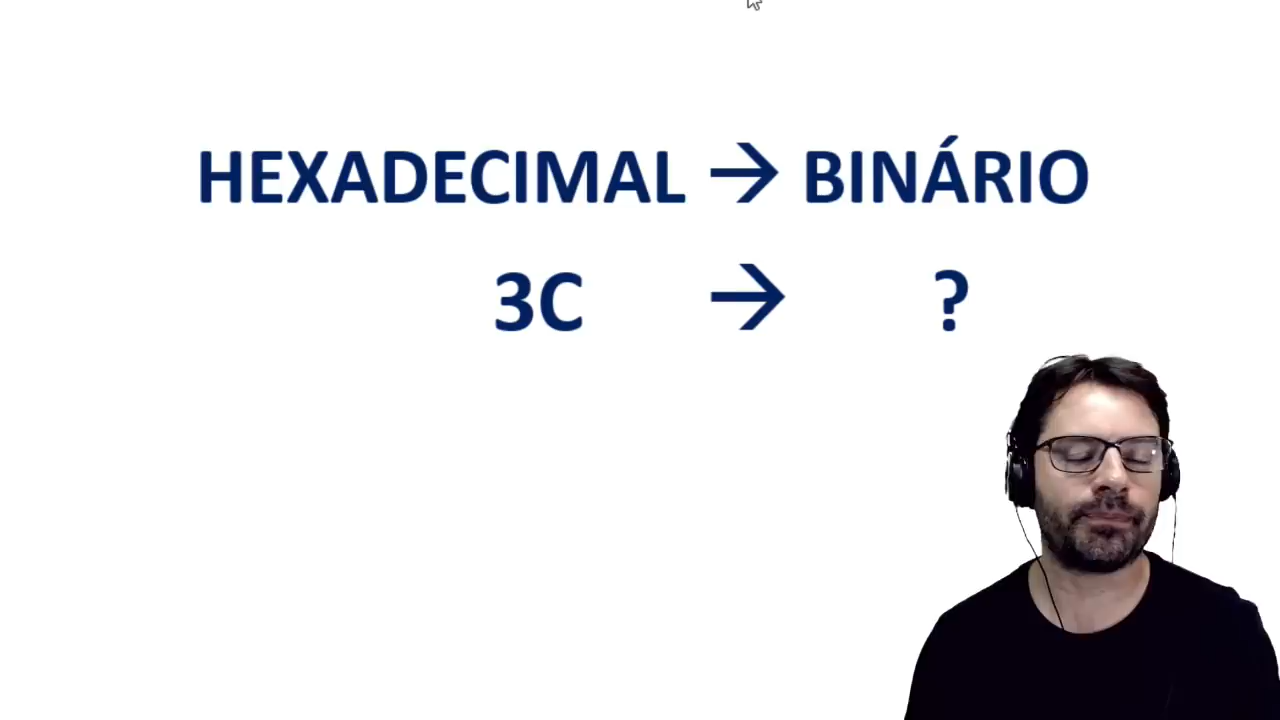 HEXADECIMAL → BINÁRIO
3C → ?